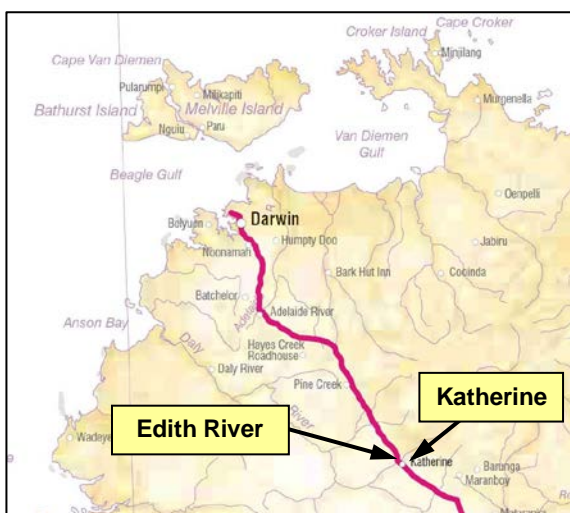 Cape Croker
Croker Island
Minjilang
Cape Van Diemen
Pularumpi
Milikapiti
Murgenella
Bathurst Island
Melville Island
Nguiu
Paru
Van Diemen
Gulf
Beagle Gulf
Oenpelli
Belyuen
Darwin
Humpty Doo
Jabiru
Noonamah
Bark Hut Inn
Cooinda
Batchelor
Adelaide
Adelaide River
Anson Bay
Hayes Creek
Roadhouse
Daly
Daly River
Pine Creek
River
Katherine
Edith River
Wadeye
Katherine
Barunga
Maranboy